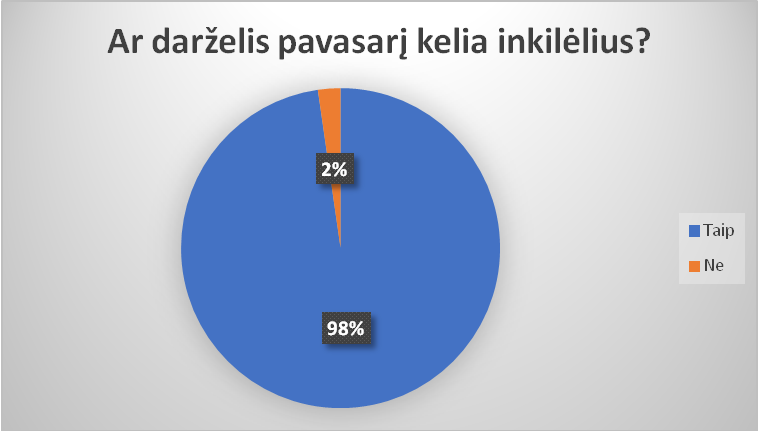 Ar darželis pavasarį kelia inkilėlius?
2%
98%
Taip
Ne